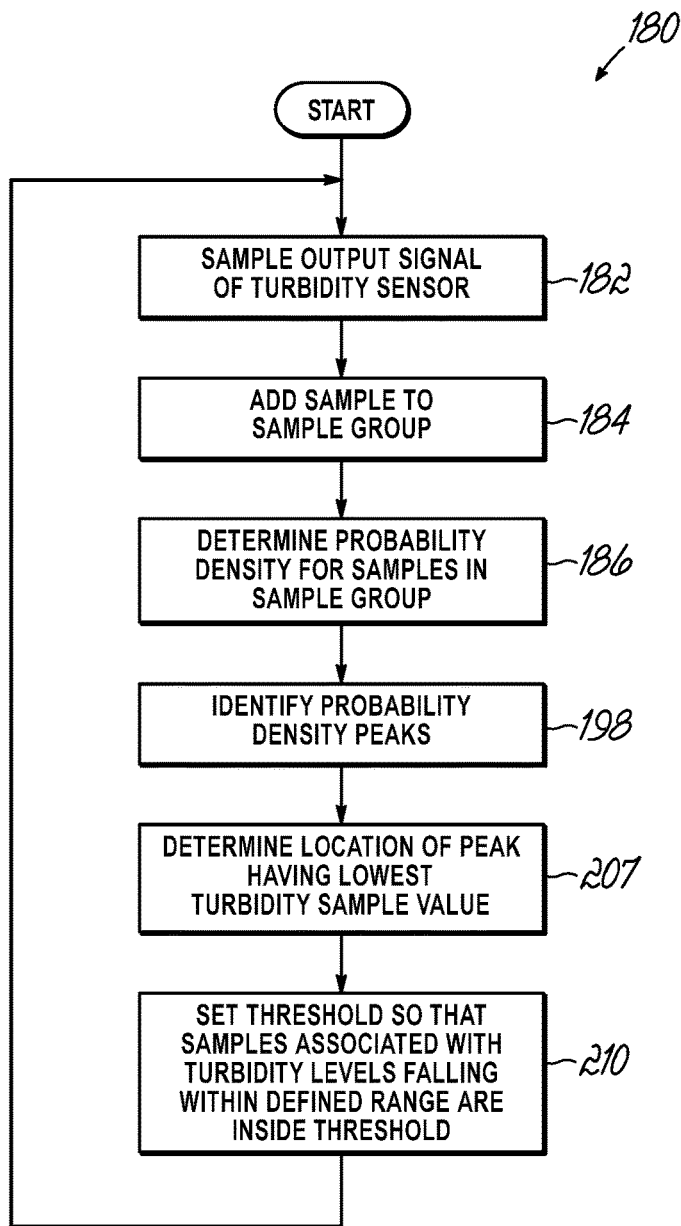 180
START
SAMPLE OUTPUT SIGNAL
OF TURBIDITY SENSOR
182
ADD SAMPLE TO
SAMPLE GROUP
184
DETERMINE PROBABILITY
DENSITY FOR SAMPLES IN
SAMPLE GROUP
186
IDENTIFY PROBABILITY
DENSITY PEAKS
198
DETERMINE LOCATION OF PEAK
HAVING LOWEST
TURBIDITY SAMPLE VALUE
207
SET THRESHOLD SO THAT
SAMPLES ASSOCIATED WITH
TURBIDITY LEVELS FALLING
WITHIN DEFINED RANGE ARE
INSIDE THRESHOLD
210